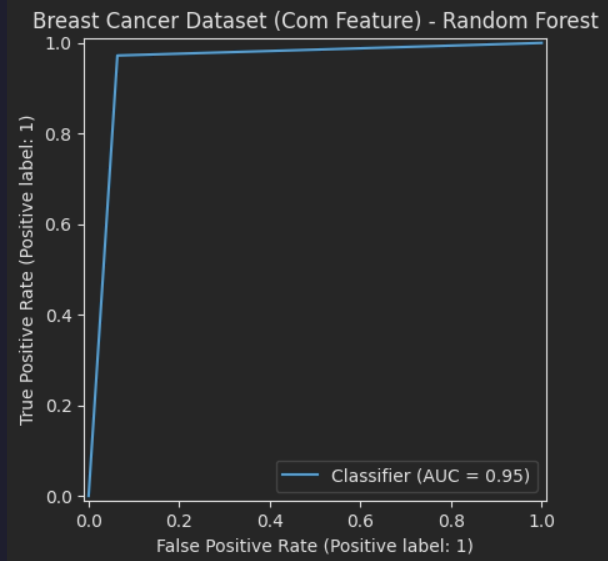 Breast Cancer Dataset (Com Feature) - Random Forest
1.0
0.8
0.6
0.4
0.2
0.0
True Positive Rate (Positive label: 1)
Classifier (AUC = 0.95)
0.0 0.2 0.4 0.6 0.8 1.0
False Positive Rate (Positive label: 1)